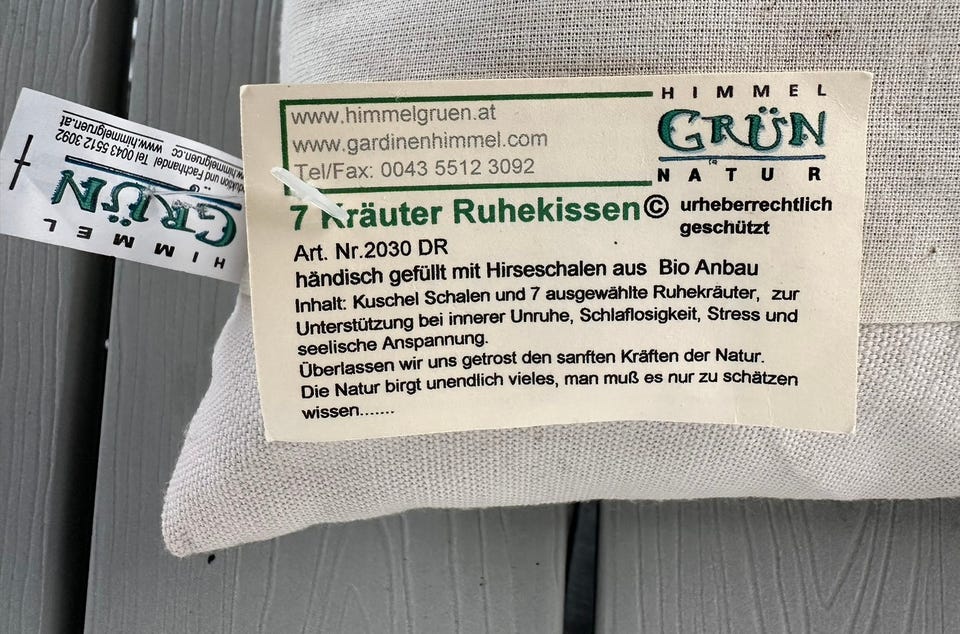 www.himmelgruen.at
www.gardinenhimmel.com
Tel/Fax: 0043 5512 3092
HIMMEL
GRÜN
NATUR
7 Kräuter Ruhekissen© urheberrechtlich
geschützt
Art. Nr.2030 DR
händisch gefüllt mit Hirseschalen aus Bio Anbau
Inhalt: Kuschel Schalen und 7 ausgewählte Ruhekräuter, zur
Unterstützung bei innerer Unruhe, Schlaflosigkeit, Stress und
seelische Anspannung.
Überlassen wir uns getrost den sanften Kräften der Natur.
Die Natur birgt unendlich vieles, man muß es nur zu schätzen
wissen.......
HIMMEL
GRÜN
und Fachhandel Tel 0043 5512 3092
www.himmelgruen.at